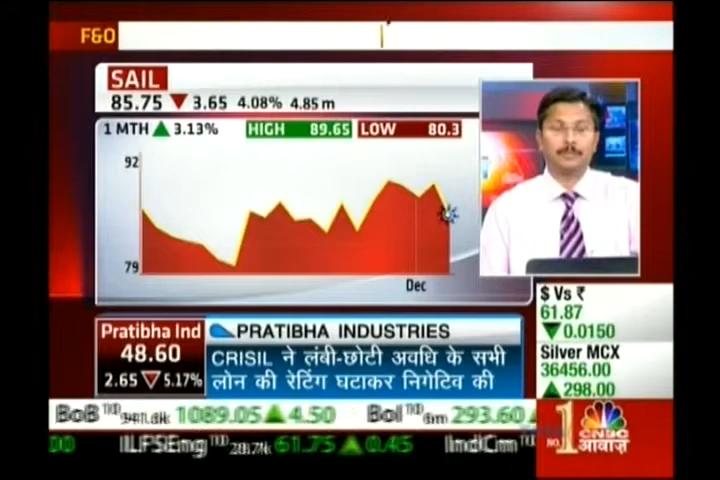 F&O
SAIL
85.75 ▼ 3.65 4.08% 4.85 m
1 MTH ▲ 3.13% HIGH 89.65 LOW 80.3
92
79
Dec
$ Vs ₹
61.87
▼ 0.0150
Silver MCX
36456.00
▲ 298.00
Pratibha Ind
48.60
2.65 ▼ 5.17%
PRATIBHA INDUSTRIES
CRISIL ने लंबी-छोटी अवधि के सभी
लोन की रेटिंग घटाकर निगेटिव की
BoB 1089.05 ▲ 4.50 BoI 293.60 ▲
00 ILFSEng 61.75 ▲ 0.45
NO. 1 CNBC
आवाज़